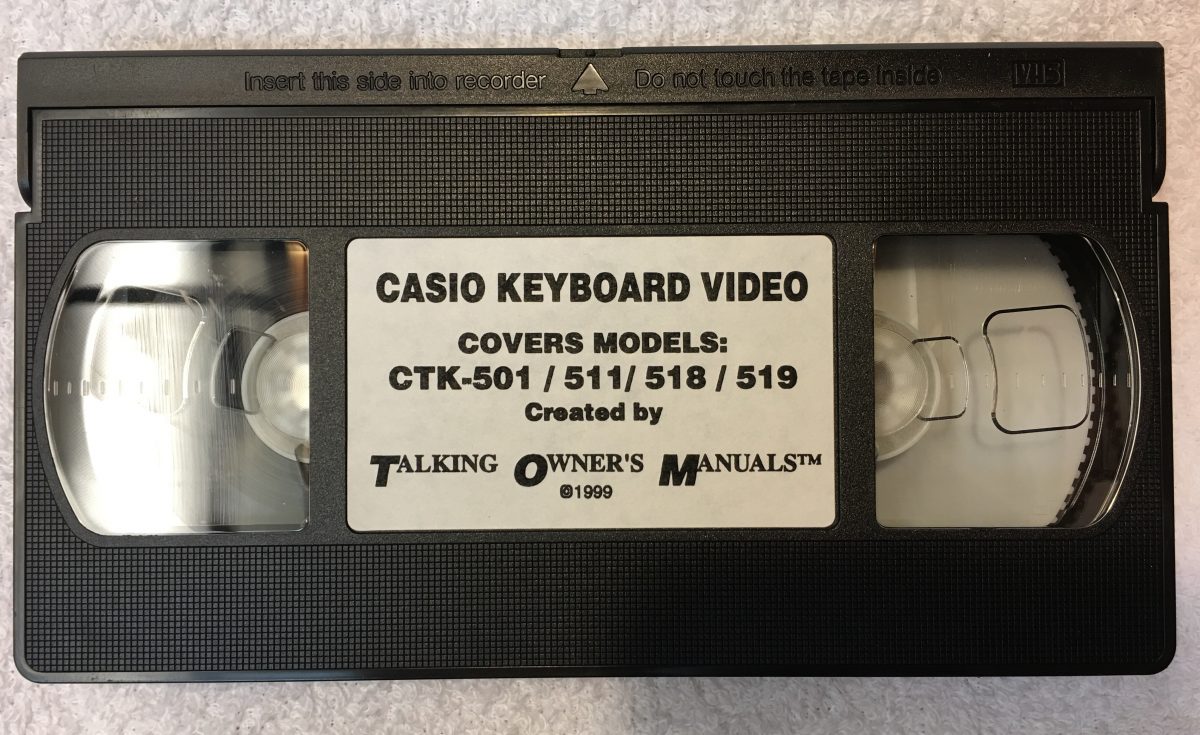 Insert this side into recorder Do not touch the tape inside VHS
CASIO KEYBOARD VIDEO
COVERS MODELS:
CTK-501 / 511/ 518 / 519
Created by
TALKING OWNER'S MANUALS™
©1999